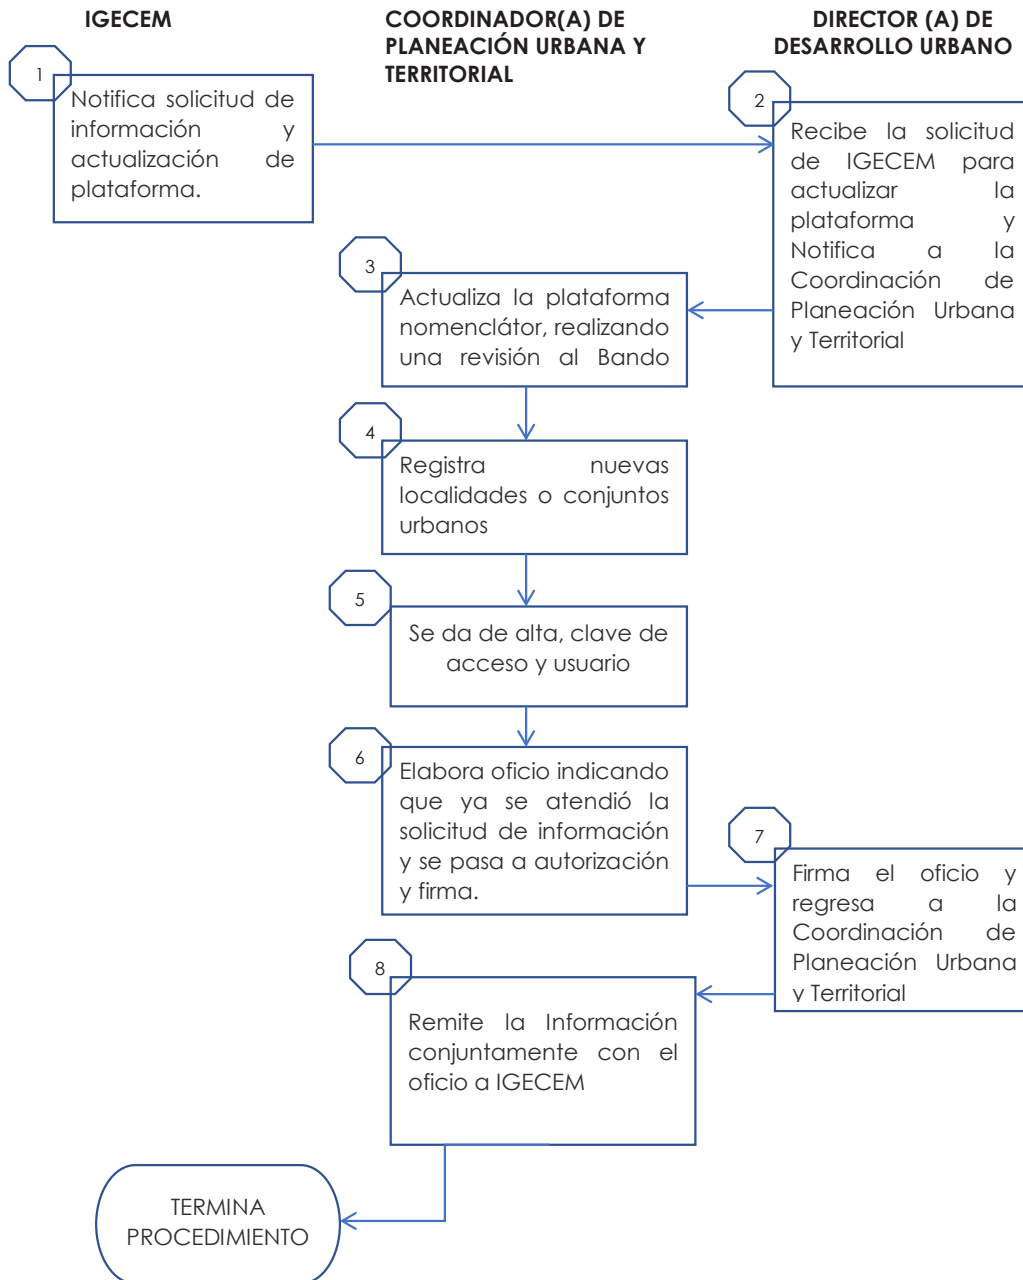 IGECEM
COORDINADOR(A) DE
PLANEACIÓN URBANA Y
TERRITORIAL
DIRECTOR (A) DE
DESARROLLO URBANO
1
Notifica solicitud de
información y
actualización de
plataforma.
2
Recibe la solicitud
de IGECEM para
actualizar la
plataforma y
Notifica a la
Coordinación de
Planeación Urbana
y Territorial
3
Actualiza la plataforma
nomenclátor, realizando
una revisión al Bando
4
Registra nuevas
localidades o conjuntos
urbanos
5
Se da de alta, clave de
acceso y usuario
6
Elabora oficio indicando
que ya se atendió la
solicitud de información
y se pasa a autorización
y firma.
7
Firma el oficio y
regresa a la
Coordinación de
Planeación Urbana
y Territorial
8
Remite la Información
conjuntamente con el
oficio a IGECEM
TERMINA
PROCEDIMIENTO